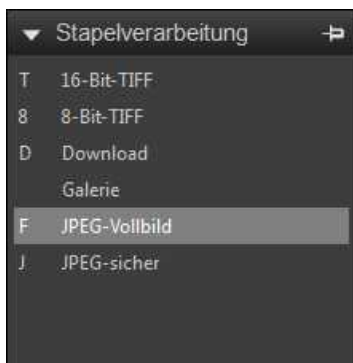 Stapelverarbeitung
T 16-Bit-TIFF
8 8-Bit-TIFF
D Download
Galerie
F JPEG-Vollbild
J JPEG-sicher